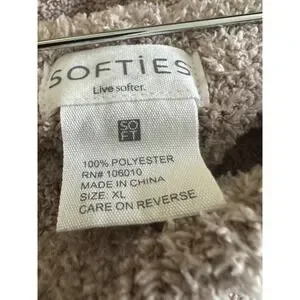 SOFTiES
Live softer.
SO
FT
100% POLYESTER
RN# 106010
MADE IN CHINA
SIZE: XL
CARE ON REVERSE